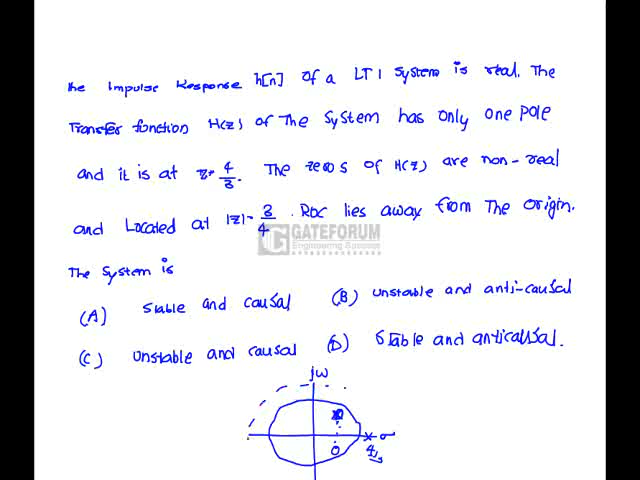 the Impulse Response h[n] of a LTI System is real. The
Transfer function H(z) of The System has only one pole
and it is at z= 4/3. The zeros of H(z) are non-real
and Located at |z|= 3/4. Roc lies away from The origin.
GATEFORUM
Engineering Success
The System is
(A) Stable and causal (B) unstable and anti-causal
(C) unstable and causal (D) Stable and anticausal.
jw
σ
4/3